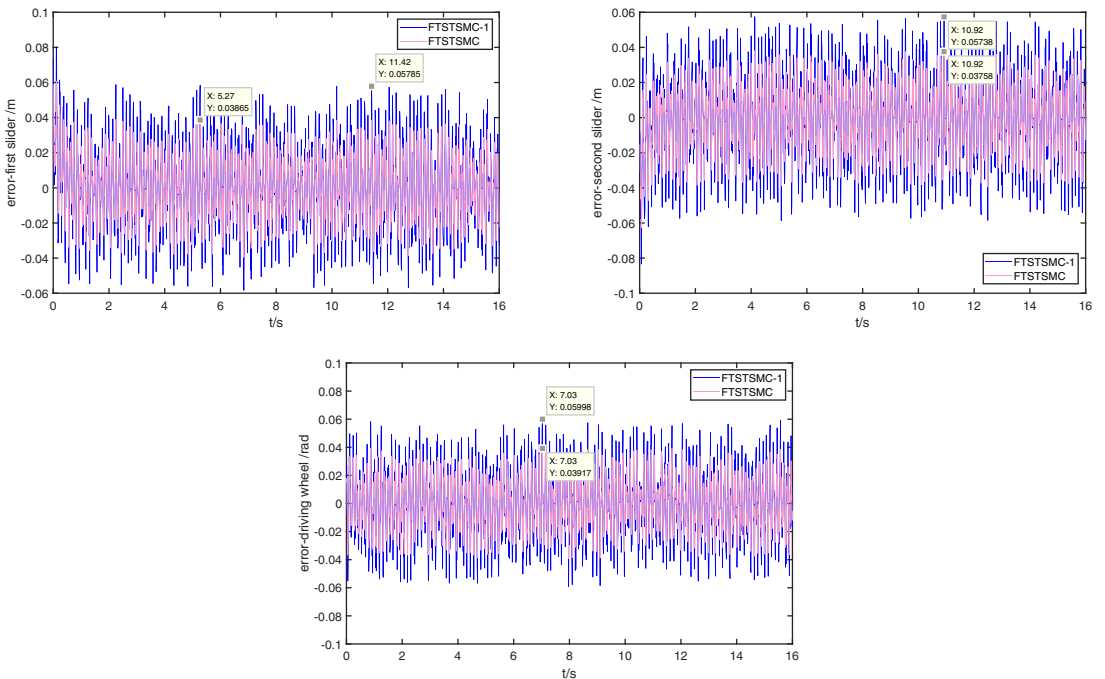 0.1
0.08
0.06
0.04
0.02
0
-0.02
-0.04
-0.06
error-first slider /m
FTSTSMC-1
FTSTSMC
X: 11.42
Y: 0.05785
X: 5.27
Y: 0.03865
0 2 4 6 8 10 12 14 16
t/s
0.06
0.04
0.02
0
-0.02
-0.04
-0.06
-0.08
-0.1
error-second slider /m
X: 10.92
Y: 0.05738
X: 10.92
Y: 0.03758
FTSTSMC-1
FTSTSMC
0 2 4 6 8 10 12 14 16
t/s
0.1
0.08
0.06
0.04
0.02
0
-0.02
-0.04
-0.06
-0.08
-0.1
error-driving wheel /rad
FTSTSMC-1
FTSTSMC
X: 7.03
Y: 0.05998
X: 7.03
Y: 0.03917
0 2 4 6 8 10 12 14 16
t/s